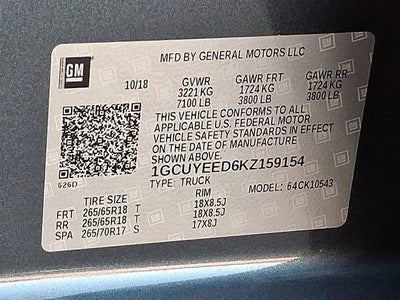 GM
MFD BY GENERAL MOTORS LLC
10/18 GVWR GAWR FRT GAWR RR
3221 KG 1724 KG 1724 KG
7100 LB 3800 LB 3800 LB
THIS VEHICLE CONFORMS TO ALL
APPLICABLE U.S. FEDERAL MOTOR
VEHICLE SAFETY STANDARDS IN EFFECT
ON THE DATE OF MANUFACTURE
SHOWN ABOVE.
1GCUYEED6KZ159154
526D TYPE: TRUCK MODEL: 64CK10543
TIRE SIZE RIM
FRT 265/65R18 T 18X8.5J
RR 265/65R18 T 18X8.5J
SPA 265/70R17 S 17X8J